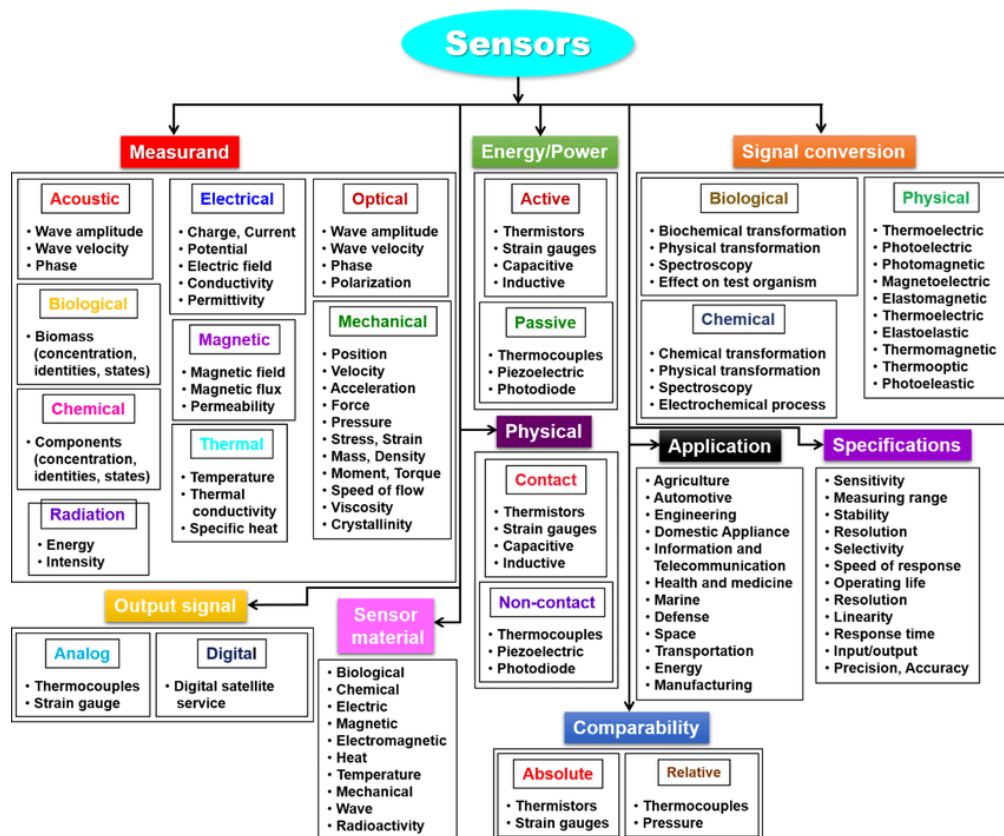 Sensors
Measurand
Acoustic
• Wave amplitude
• Wave velocity
• Phase
Biological
• Biomass
(concentration,
identities, states)
Chemical
• Components
(concentration,
identities, states)
Radiation
• Energy
• Intensity
Electrical
• Charge, Current
• Potential
• Electric field
• Conductivity
• Permittivity
Magnetic
• Magnetic field
• Magnetic flux
• Permeability
Thermal
• Temperature
• Thermal
conductivity
• Specific heat
Optical
• Wave amplitude
• Wave velocity
• Phase
• Polarization
Mechanical
• Position
• Velocity
• Acceleration
• Force
• Pressure
• Stress, Strain
• Mass, Density
• Moment, Torque
• Speed of flow
• Viscosity
• Crystallinity
Energy/Power
Active
• Thermistors
• Strain gauges
• Capacitive
• Inductive
Passive
• Thermocouples
• Piezoelectric
• Photodiode
Signal conversion
Biological
• Biochemical transformation
• Physical transformation
• Spectroscopy
• Effect on test organism
Chemical
• Chemical transformation
• Physical transformation
• Spectroscopy
• Electrochemical process
Physical
• Thermoelectric
• Photoelectric
• Photomagnetic
• Magnetoelectric
• Elastomagnetic
• Thermoelectric
• Elastoelastic
• Thermomagnetic
• Thermooptic
• Photoeleastic
Physical
Contact
• Thermistors
• Strain gauges
• Capacitive
• Inductive
Non-contact
• Thermocouples
• Piezoelectric
• Photodiode
Application
• Agriculture
• Automotive
• Engineering
• Domestic Appliance
• Information and
Telecommunication
• Health and medicine
• Marine
• Defense
• Space
• Transportation
• Energy
• Manufacturing
Specifications
• Sensitivity
• Measuring range
• Stability
• Resolution
• Selectivity
• Speed of response
• Operating life
• Resolution
• Linearity
• Response time
• Input/output
• Precision, Accuracy
Output signal
Analog
• Thermocouples
• Strain gauge
Digital
• Digital satellite
service
Sensor
material
• Biological
• Chemical
• Electric
• Magnetic
• Electromagnetic
• Heat
• Temperature
• Mechanical
• Wave
• Radioactivity
Comparability
Absolute
• Thermistors
• Strain gauges
Relative
• Thermocouples
• Pressure